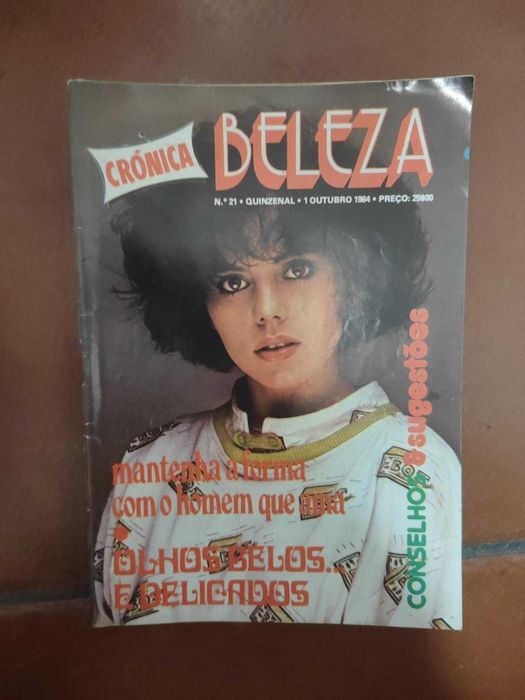 CRÓNICA
BELEZA
N.º 21 • QUINZENAL • 1 OUTUBRO 1984 • PREÇO: 25$00
mantenha a forma
com o homem que ama
OLHOS BELOS...
E DELICADOS
CONSELHOS
& sugestões